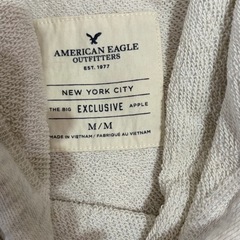 AMERICAN EAGLE
OUTFITTERS
EST. 1977
NEW YORK CITY
THE BIG EXCLUSIVE APPLE
M/M
MADE IN VIETNAM / FABRIQUÉ AU VIETNAM